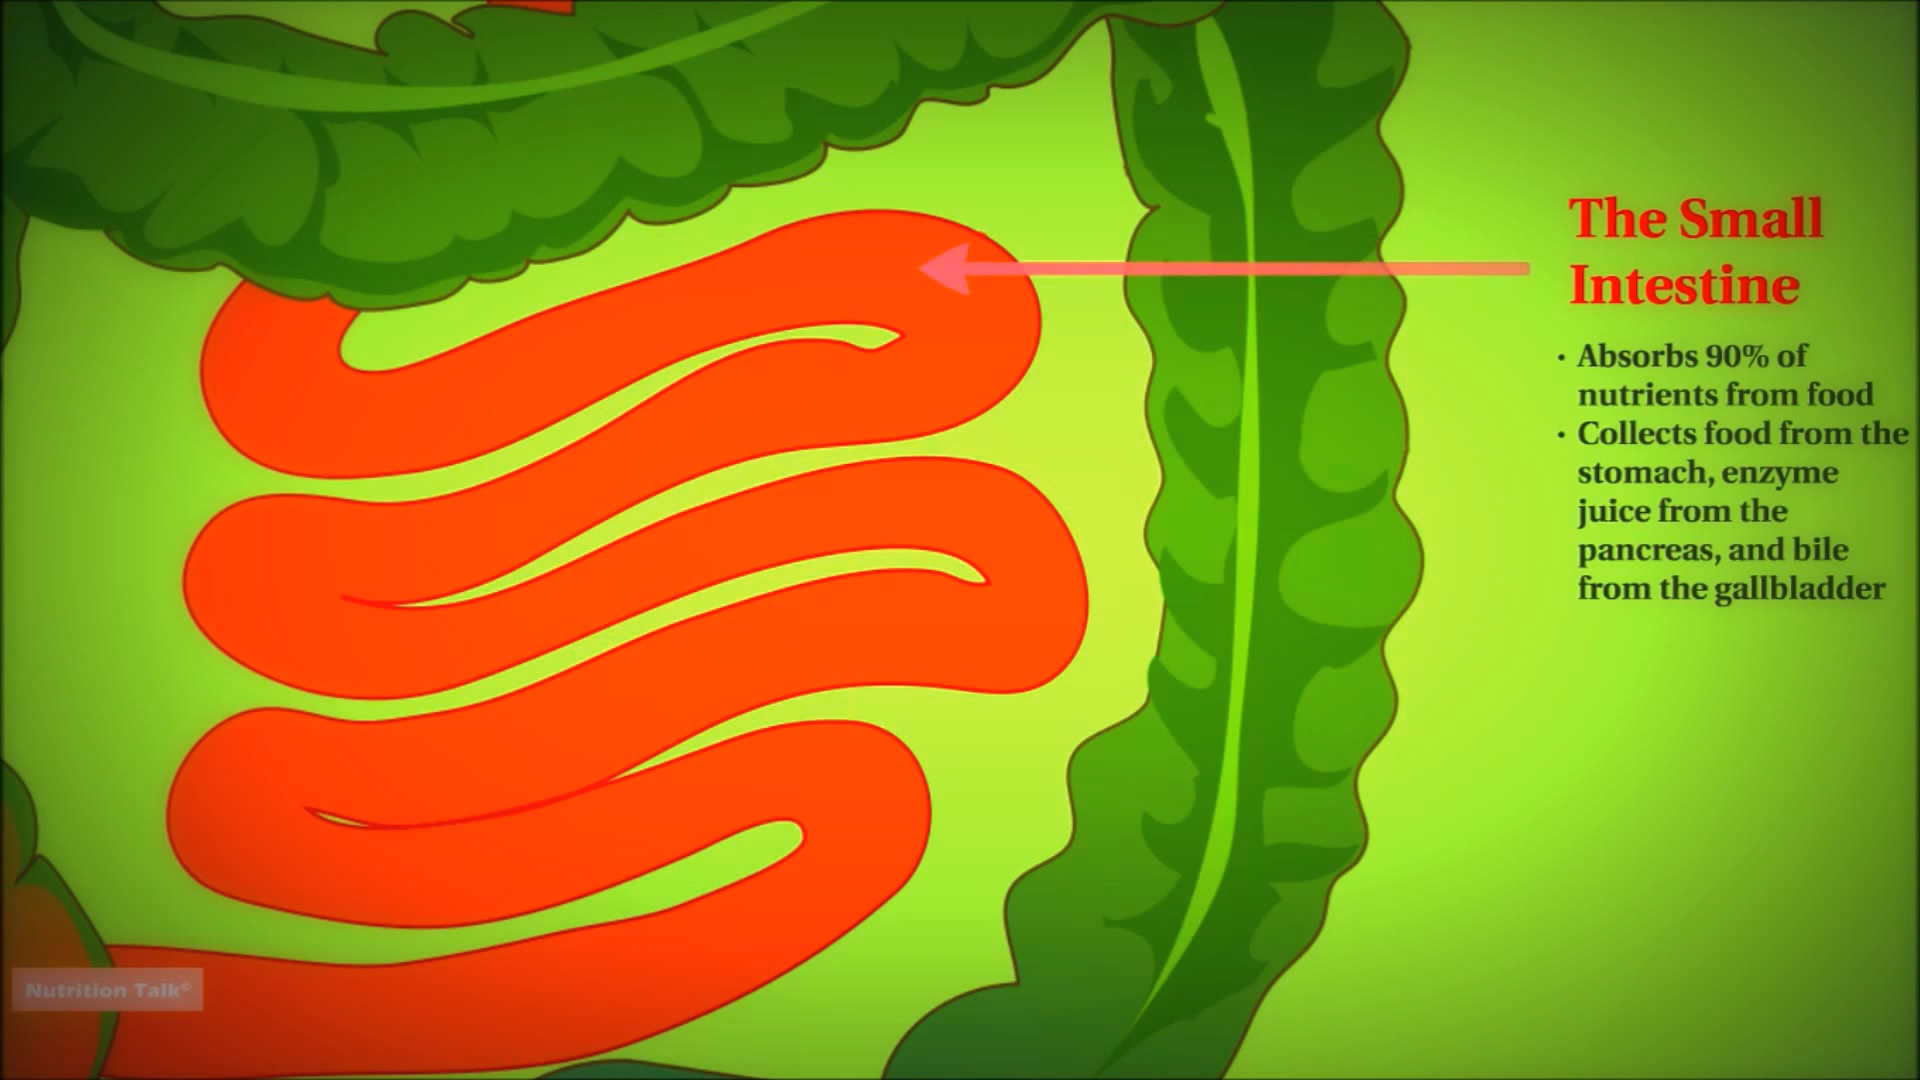 The Small
Intestine
• Absorbs 90% of
nutrients from food
• Collects food from the
stomach, enzyme
juice from the
pancreas, and bile
from the gallbladder
Nutrition Talk©